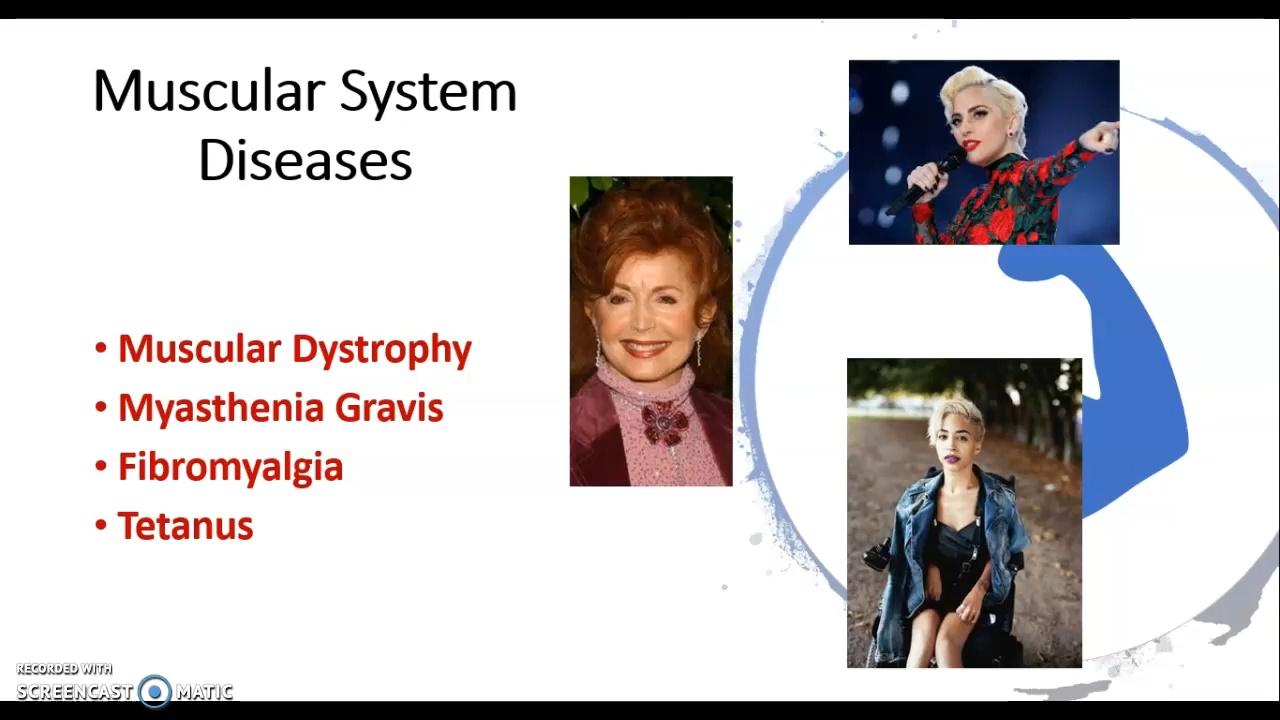 Muscular System
Diseases
• Muscular Dystrophy
• Myasthenia Gravis
• Fibromyalgia
• Tetanus
RECORDED WITH
SCREENCAST MATIC